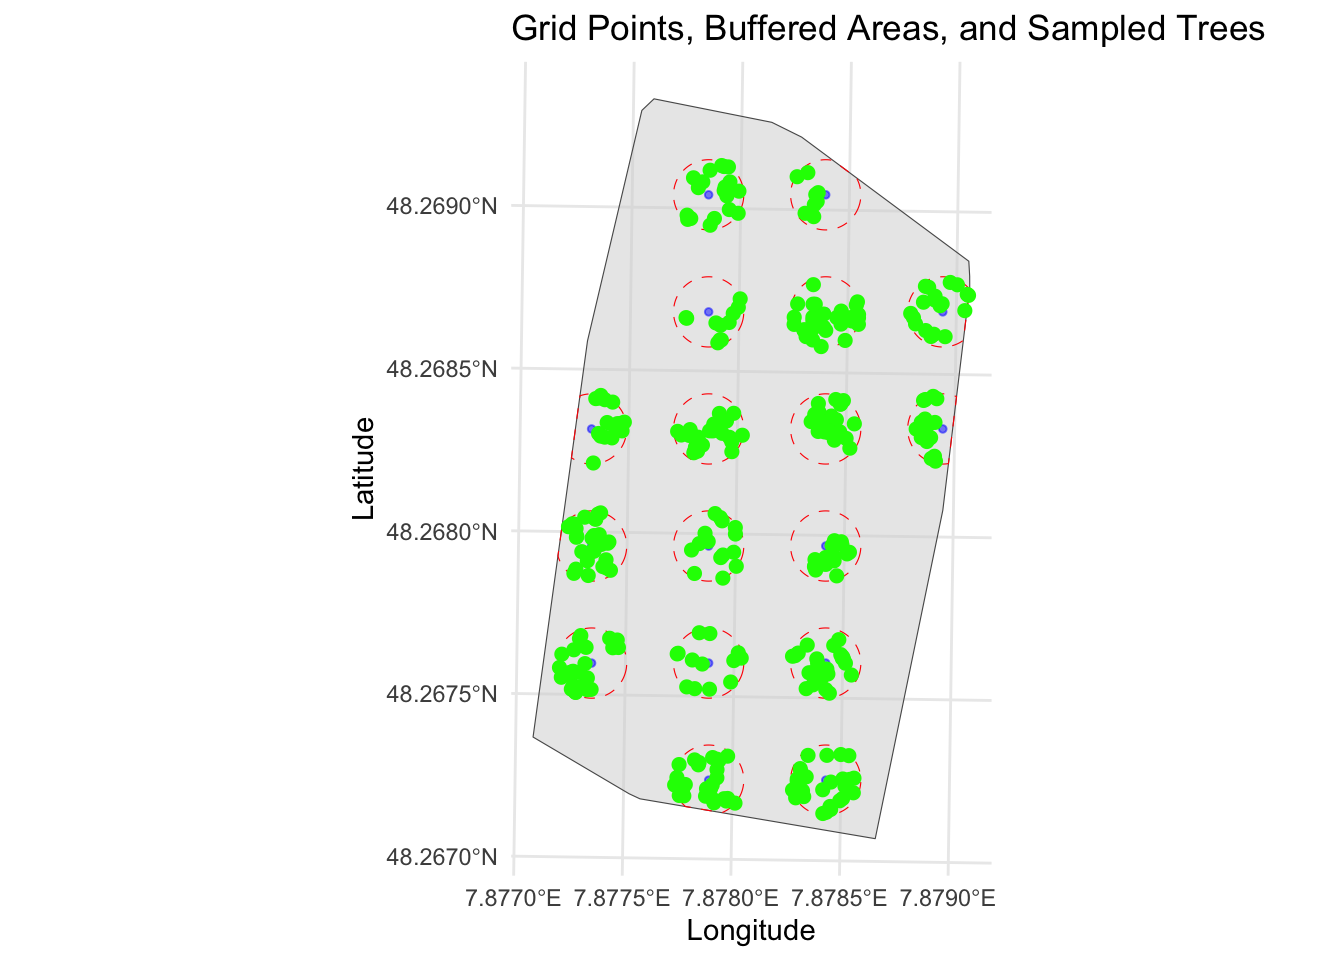 Grid Points, Buffered Areas, and Sampled Trees
48.2690°N
48.2685°N
48.2680°N
48.2675°N
48.2670°N
Latitude
7.8770°E 7.8775°E 7.8780°E 7.8785°E 7.8790°E
Longitude